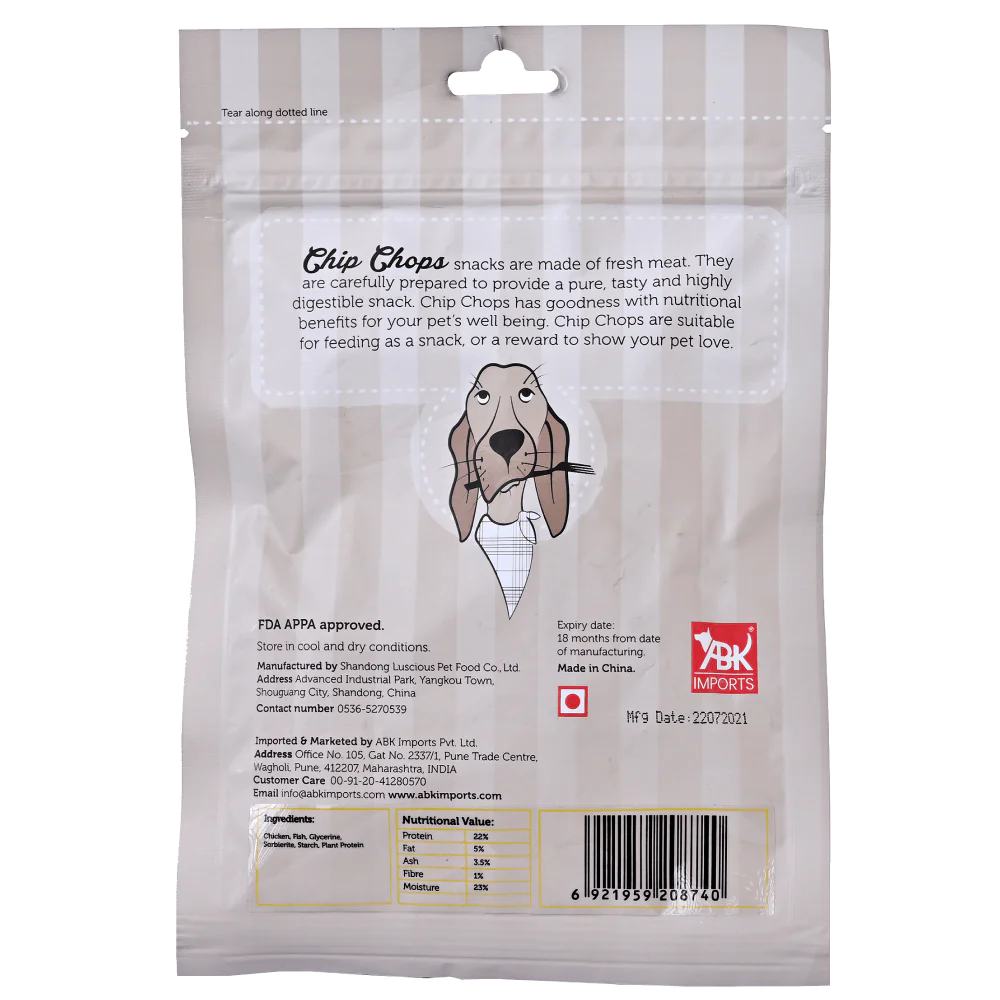 Tear along dotted line
Chip Chops snacks are made of fresh meat. They
are carefully prepared to provide a pure, tasty and highly
digestible snack. Chip Chops has goodness with nutritional
benefits for your pet's well being. Chip Chops are suitable
for feeding as a snack, or a reward to show your pet love.
FDA APPA approved.
Store in cool and dry conditions.
Manufactured by Shandong Luscious Pet Food Co., Ltd.
Address Advanced Industrial Park, Yangkou Town,
Shouguang City, Shandong, China
Contact number 0536-5270539
Expiry date:
18 months from date
of manufacturing.
Made in China.
ABK®
IMPORTS
Mfg Date:22072021
Imported & Marketed by ABK Imports Pvt. Ltd.
Address Office No. 105, Gat No. 2337/1, Pune Trade Centre,
Wagholi, Pune, 412207, Maharashtra, INDIA
Customer Care 00-91-20-41280570
Email info@abkimports.com www.abkimports.com
Ingredients:
Chicken, Fish, Glycerine,
Sorbierite, Starch, Plant Protein
Nutritional Value:
Protein 22%
Fat 5%
Ash 3.5%
Fibre 1%
Moisture 23%
6 921959 208740